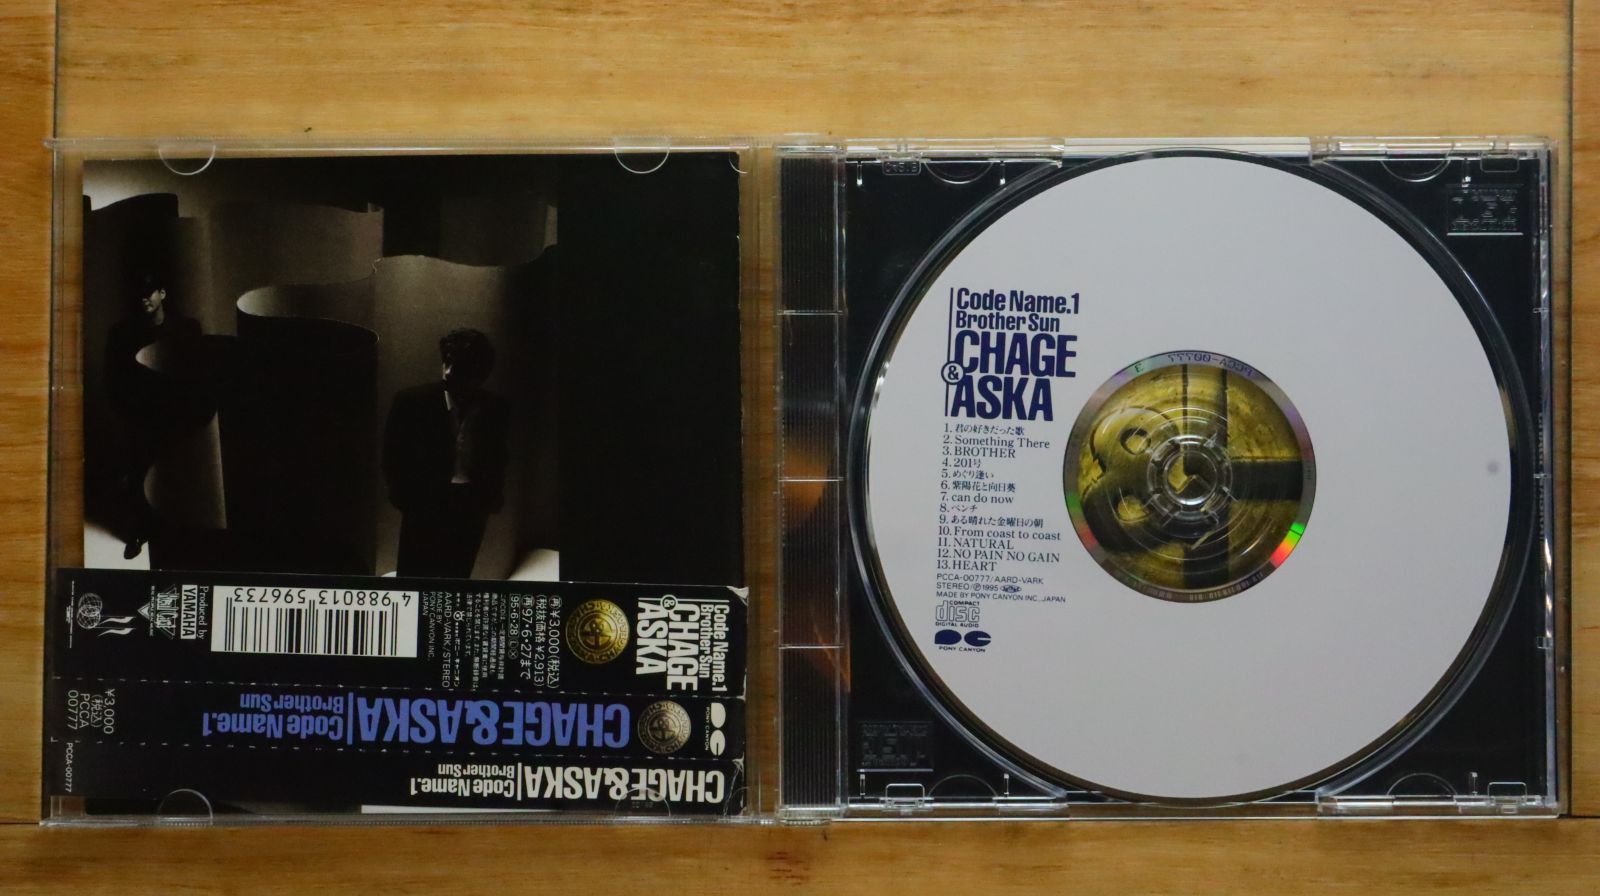 Code Name.1
Brother Sun
CHAGE
&
ASKA
1. 君の好きだった歌
2. Something There
3. BROTHER
4. 201号
5. めぐり逢い
6. 紫陽花と向日葵
7. can do now
8. ベンチ
9. ある晴れた金曜日の朝
10. From coast to coast
11. NATURAL
12. NO PAIN NO GAIN
13. HEART
PCCA-00777/AARD-VARK
STEREO/Ⓟ1995
MADE BY PONY CANYON INC., JAPAN
COMPACT
disc
DIGITAL AUDIO
PONY CANYON
PCCA-00777
Code Name.1
Brother Sun
CHAGE
&
ASKA
再¥3,000(税込)
(税抜価格¥2,913)
再97・6・27まで
95・6・28
AARD-VARK/STEREO
MADE BY
PONY CANYON INC.,
JAPAN
4 988013 596733
Produced by
YAMAHA
PONY CANYON
CHAGE&ASKA
Code Name.1
Brother Sun
¥3,000
(税込)
PCCA
00777
CHAGE&ASKA
Code Name.1
Brother Sun
PCCA-00777